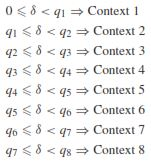 0 ⩽ δ < q1 ⇒ Context 1
q1 ⩽ δ < q2 ⇒ Context 2
q2 ⩽ δ < q3 ⇒ Context 3
q3 ⩽ δ < q4 ⇒ Context 4
q4 ⩽ δ < q5 ⇒ Context 5
q5 ⩽ δ < q6 ⇒ Context 6
q6 ⩽ δ < q7 ⇒ Context 7
q7 ⩽ δ < q8 ⇒ Context 8